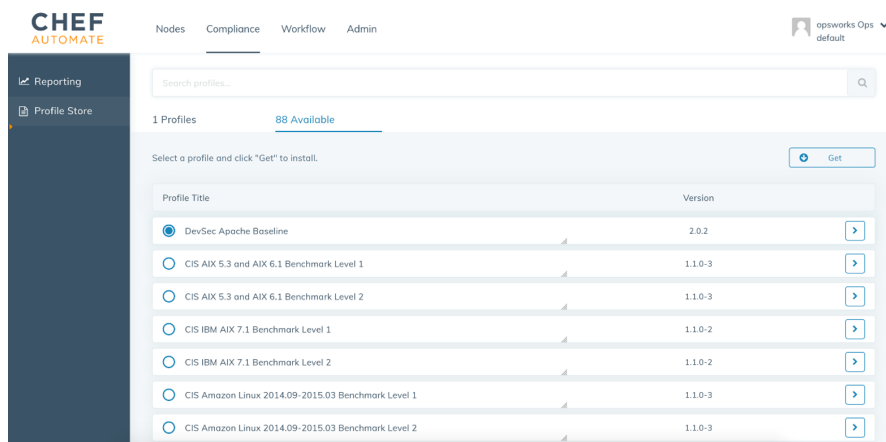 CHEF
AUTOMATE
Nodes Compliance Workflow Admin
opsworks Ops
default
Reporting
Profile Store
Search profiles...
1 Profiles 88 Available
Select a profile and click "Get" to install.
Get
Profile Title Version
DevSec Apache Baseline 2.0.2
CIS AIX 5.3 and AIX 6.1 Benchmark Level 1 1.1.0-3
CIS AIX 5.3 and AIX 6.1 Benchmark Level 2 1.1.0-3
CIS IBM AIX 7.1 Benchmark Level 1 1.1.0-2
CIS IBM AIX 7.1 Benchmark Level 2 1.1.0-2
CIS Amazon Linux 2014.09-2015.03 Benchmark Level 1 1.1.0-3
CIS Amazon Linux 2014.09-2015.03 Benchmark Level 2 1.1.0-3